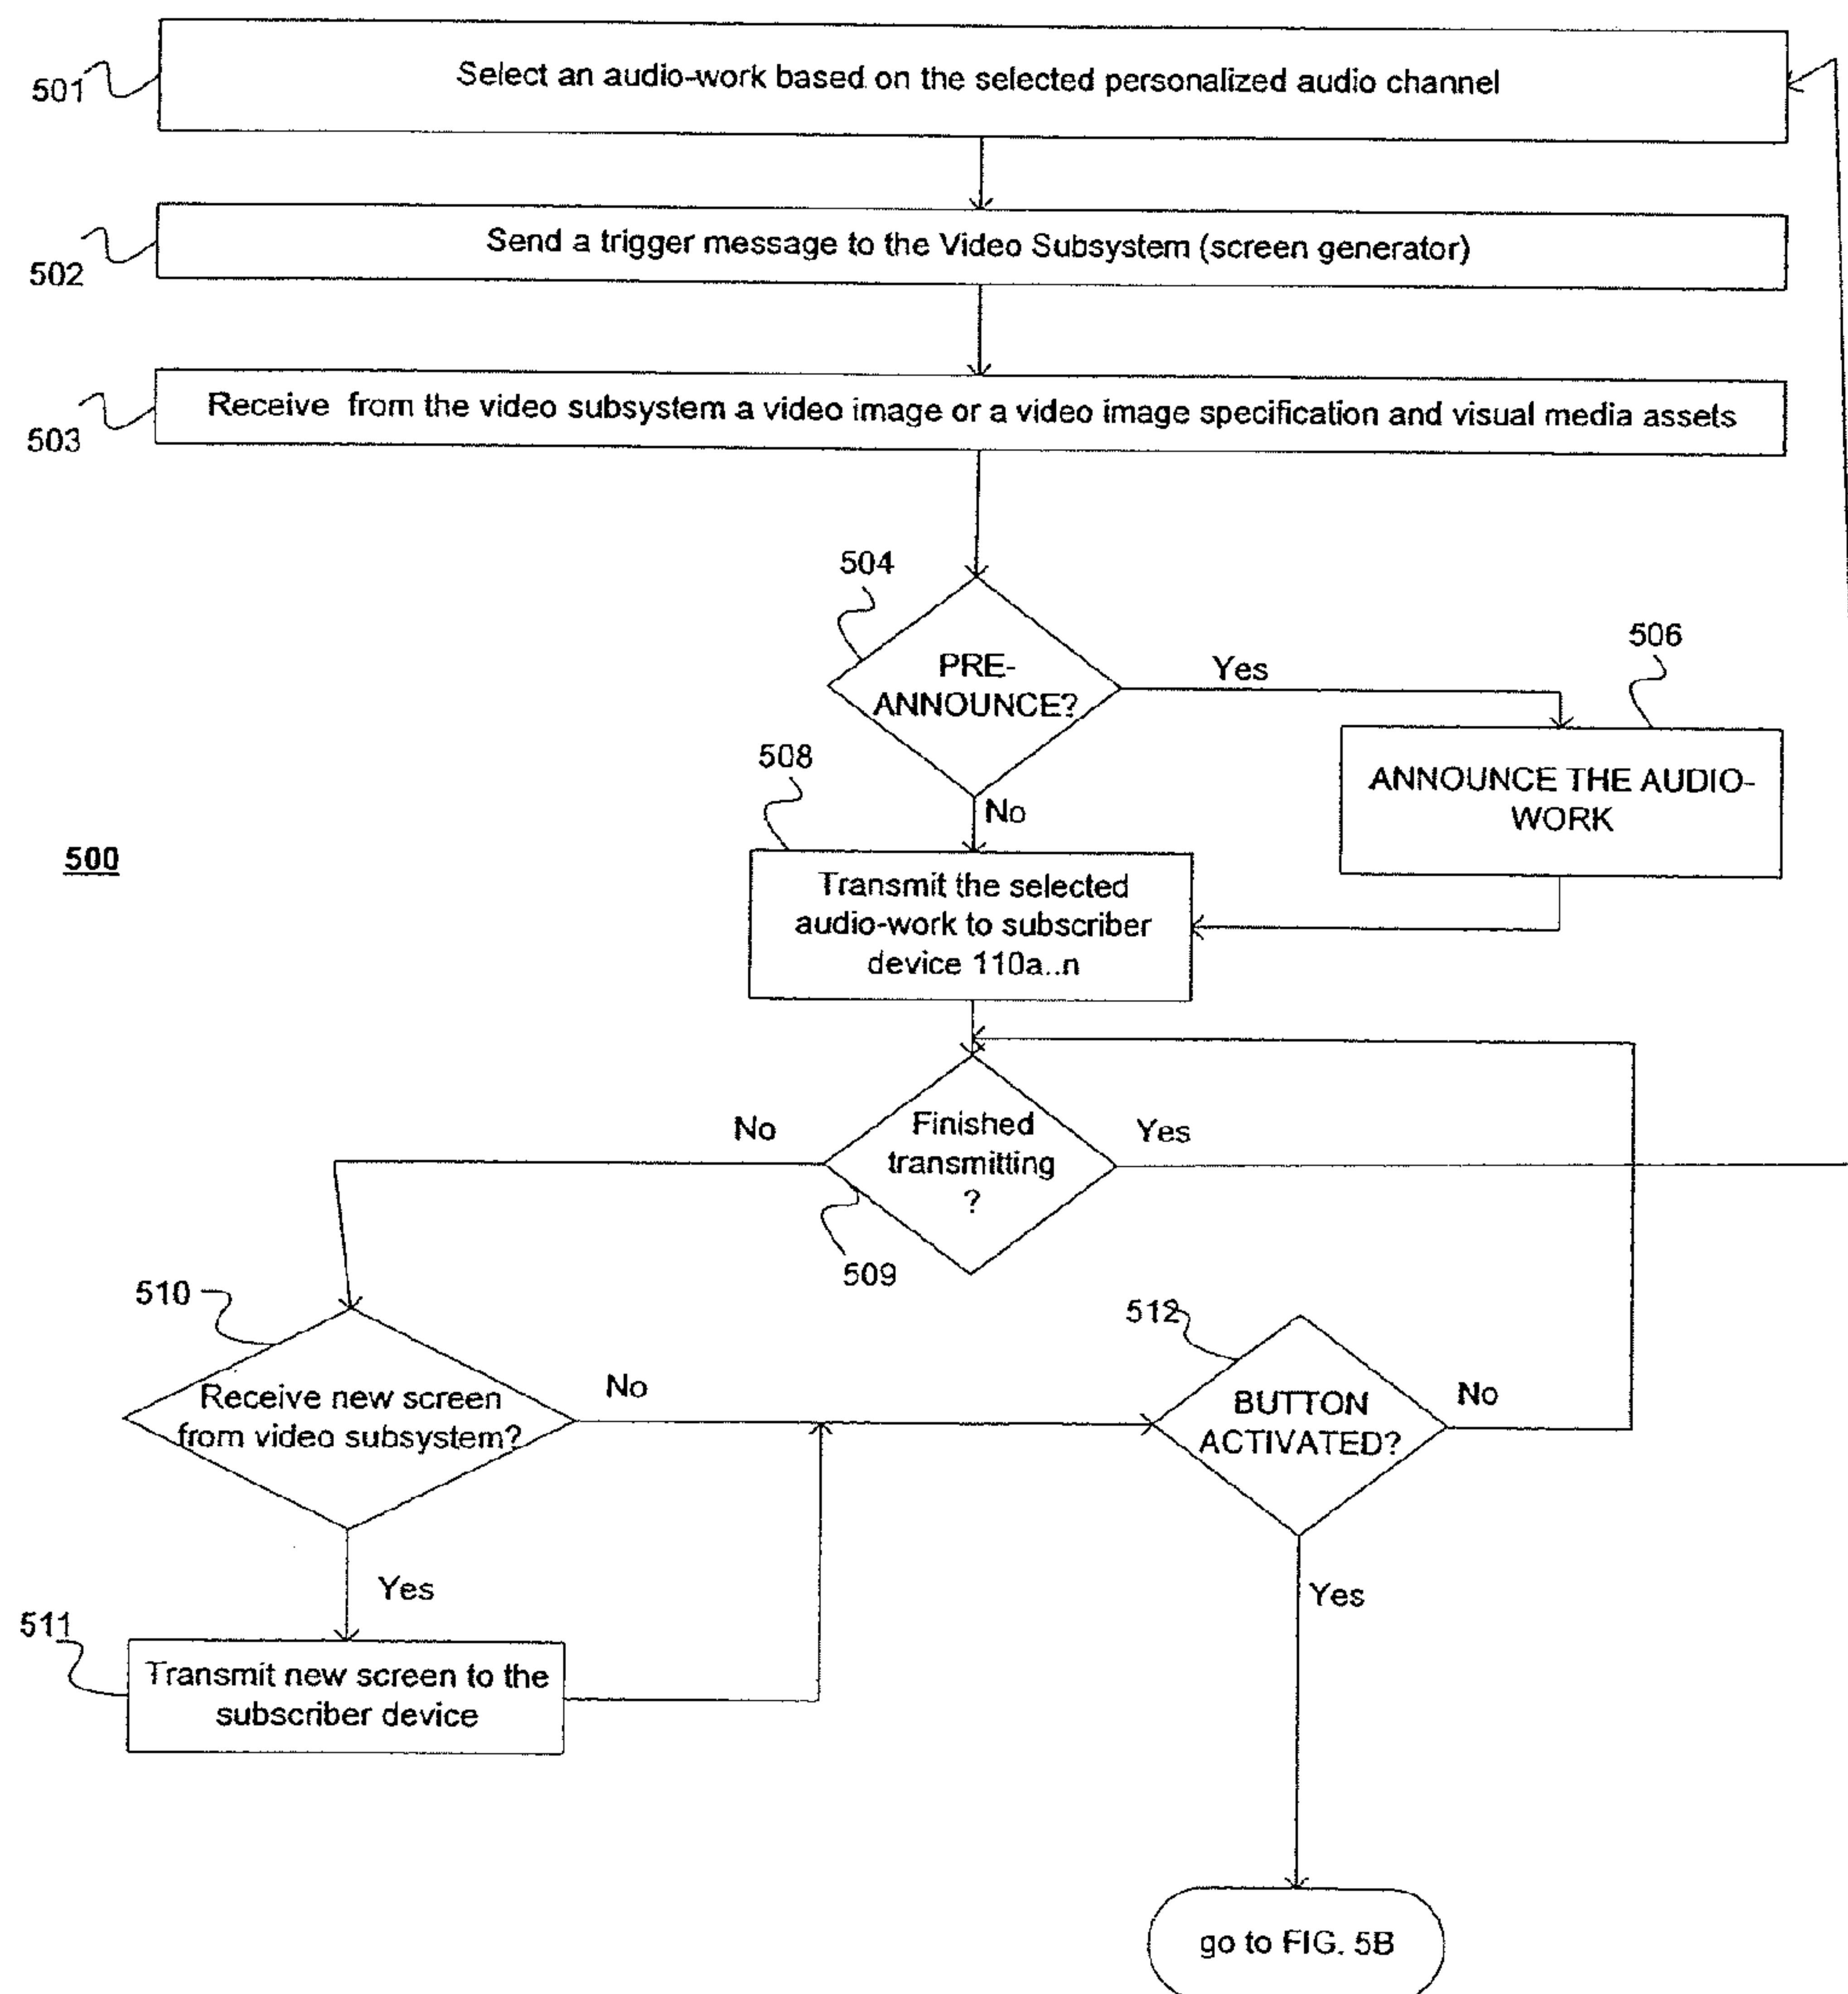 501
Select an audio-work based on the selected personalized audio channel
502
Send a trigger message to the Video Subsystem (screen generator)
503
Receive from the video subsystem a video image or a video image specification and visual media assets
504
PRE-
ANNOUNCE?
Yes
506
ANNOUNCE THE AUDIO-
WORK
No
508
Transmit the selected
audio-work to subscriber
device 110a..n
500
No
Finished
transmitting
?
Yes
509
510
Receive new screen
from video subsystem?
No
512
BUTTON
ACTIVATED?
No
Yes
511
Transmit new screen to the
subscriber device
Yes
go to FIG. 5B